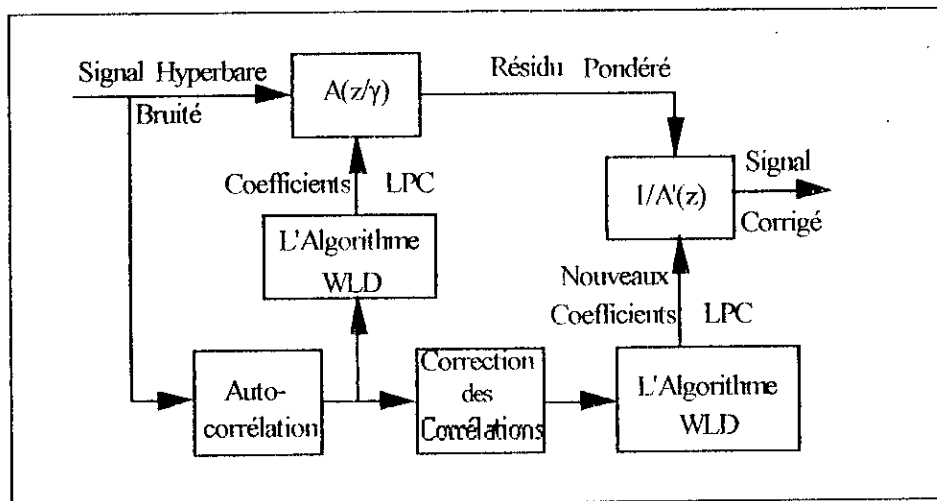 Signal Hyperbare
Bruité
A(z/γ)
Résidu Pondéré
Coefficients LPC
L'Algorithme
WLD
1/A'(z)
Signal
Corrigé
Nouveaux
Coefficients LPC
Auto-
corrélation
Correction
des
Corrélations
L'Algorithme
WLD